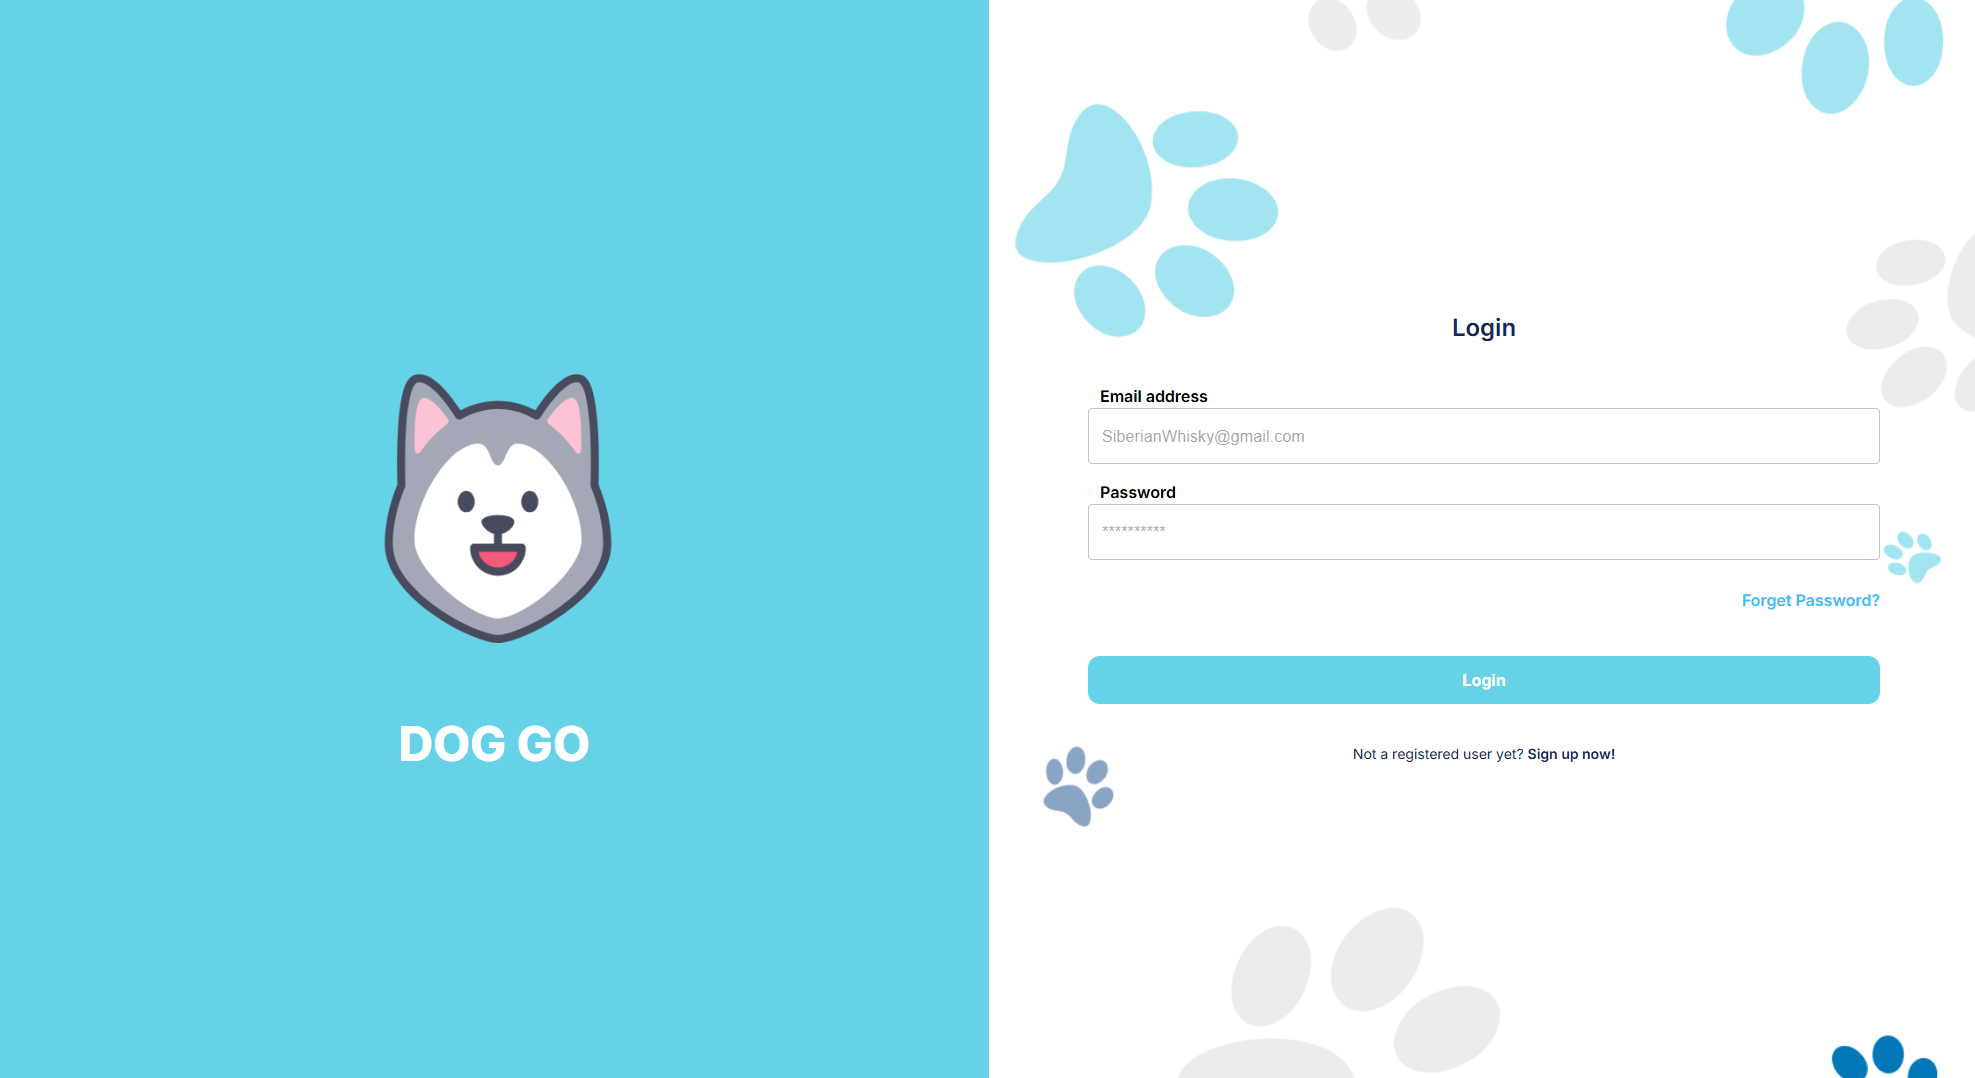 DOG GO
Login
Email address
SiberianWhisky@gmail.com
Password
**********
Forget Password?
Login
Not a registered user yet? Sign up now!